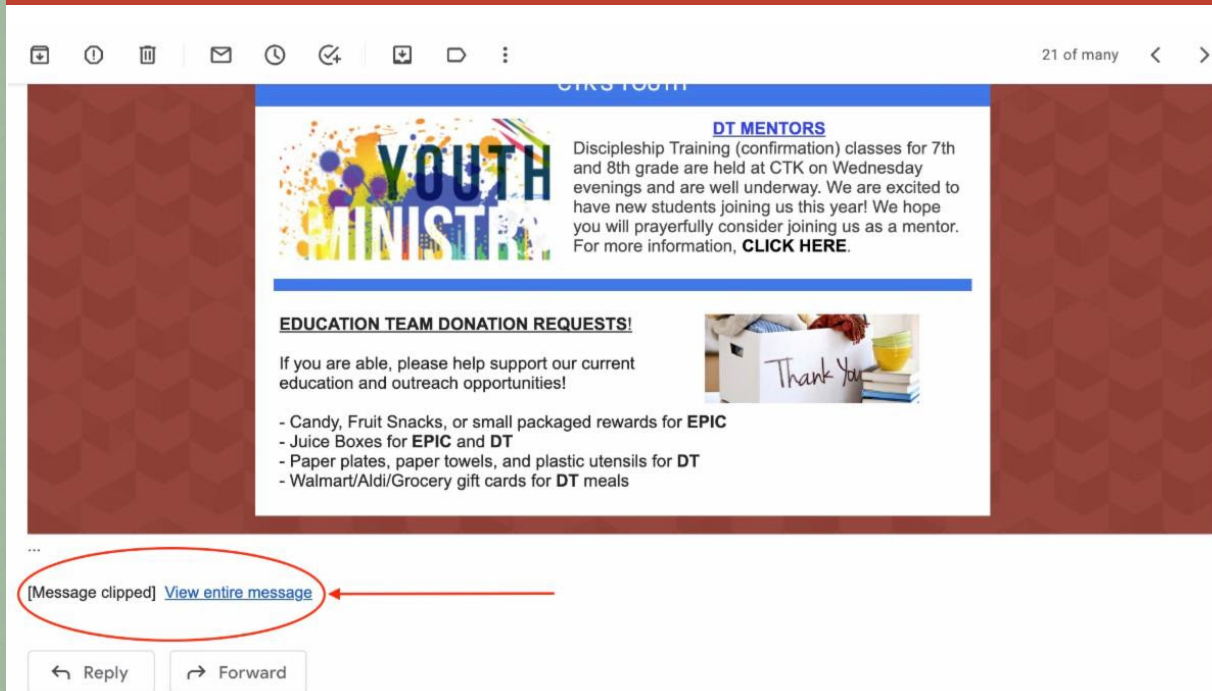 21 of many
CTK'S YOUTH
YOUTH
MINISTRY
DT MENTORS
Discipleship Training (confirmation) classes for 7th
and 8th grade are held at CTK on Wednesday
evenings and are well underway. We are excited to
have new students joining us this year! We hope
you will prayerfully consider joining us as a mentor.
For more information, CLICK HERE.
EDUCATION TEAM DONATION REQUESTS!
If you are able, please help support our current
education and outreach opportunities!
Thank You
- Candy, Fruit Snacks, or small packaged rewards for EPIC
- Juice Boxes for EPIC and DT
- Paper plates, paper towels, and plastic utensils for DT
- Walmart/Aldi/Grocery gift cards for DT meals
...
[Message clipped] View entire message
Reply Forward